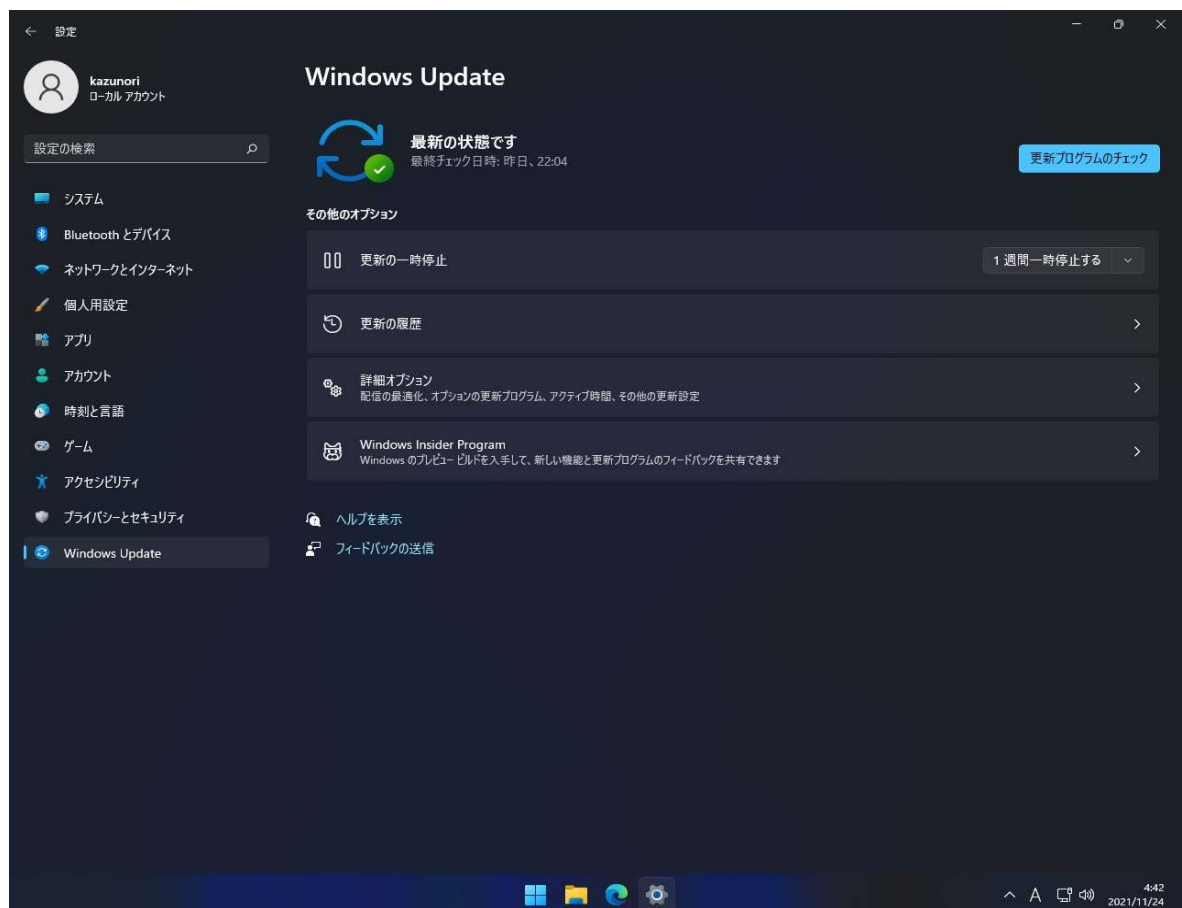 設定
kazunori
ローカル アカウント
設定の検索
システム
Bluetooth とデバイス
ネットワークとインターネット
個人用設定
アプリ
アカウント
時刻と言語
ゲーム
アクセシビリティ
プライバシーとセキュリティ
Windows Update
Windows Update
最新の状態です
最終チェック日時: 昨日、22:04
更新プログラムのチェック
その他のオプション
更新の一時停止
1 週間一時停止する
更新の履歴
詳細オプション
配信の最適化、オプションの更新プログラム、アクティブ時間、その他の更新設定
Windows Insider Program
Windows のプレビュー ビルドを入手して、新しい機能と更新プログラムのフィードバックを共有できます
ヘルプを表示
フィードバックの送信
A
4:42
2021/11/24